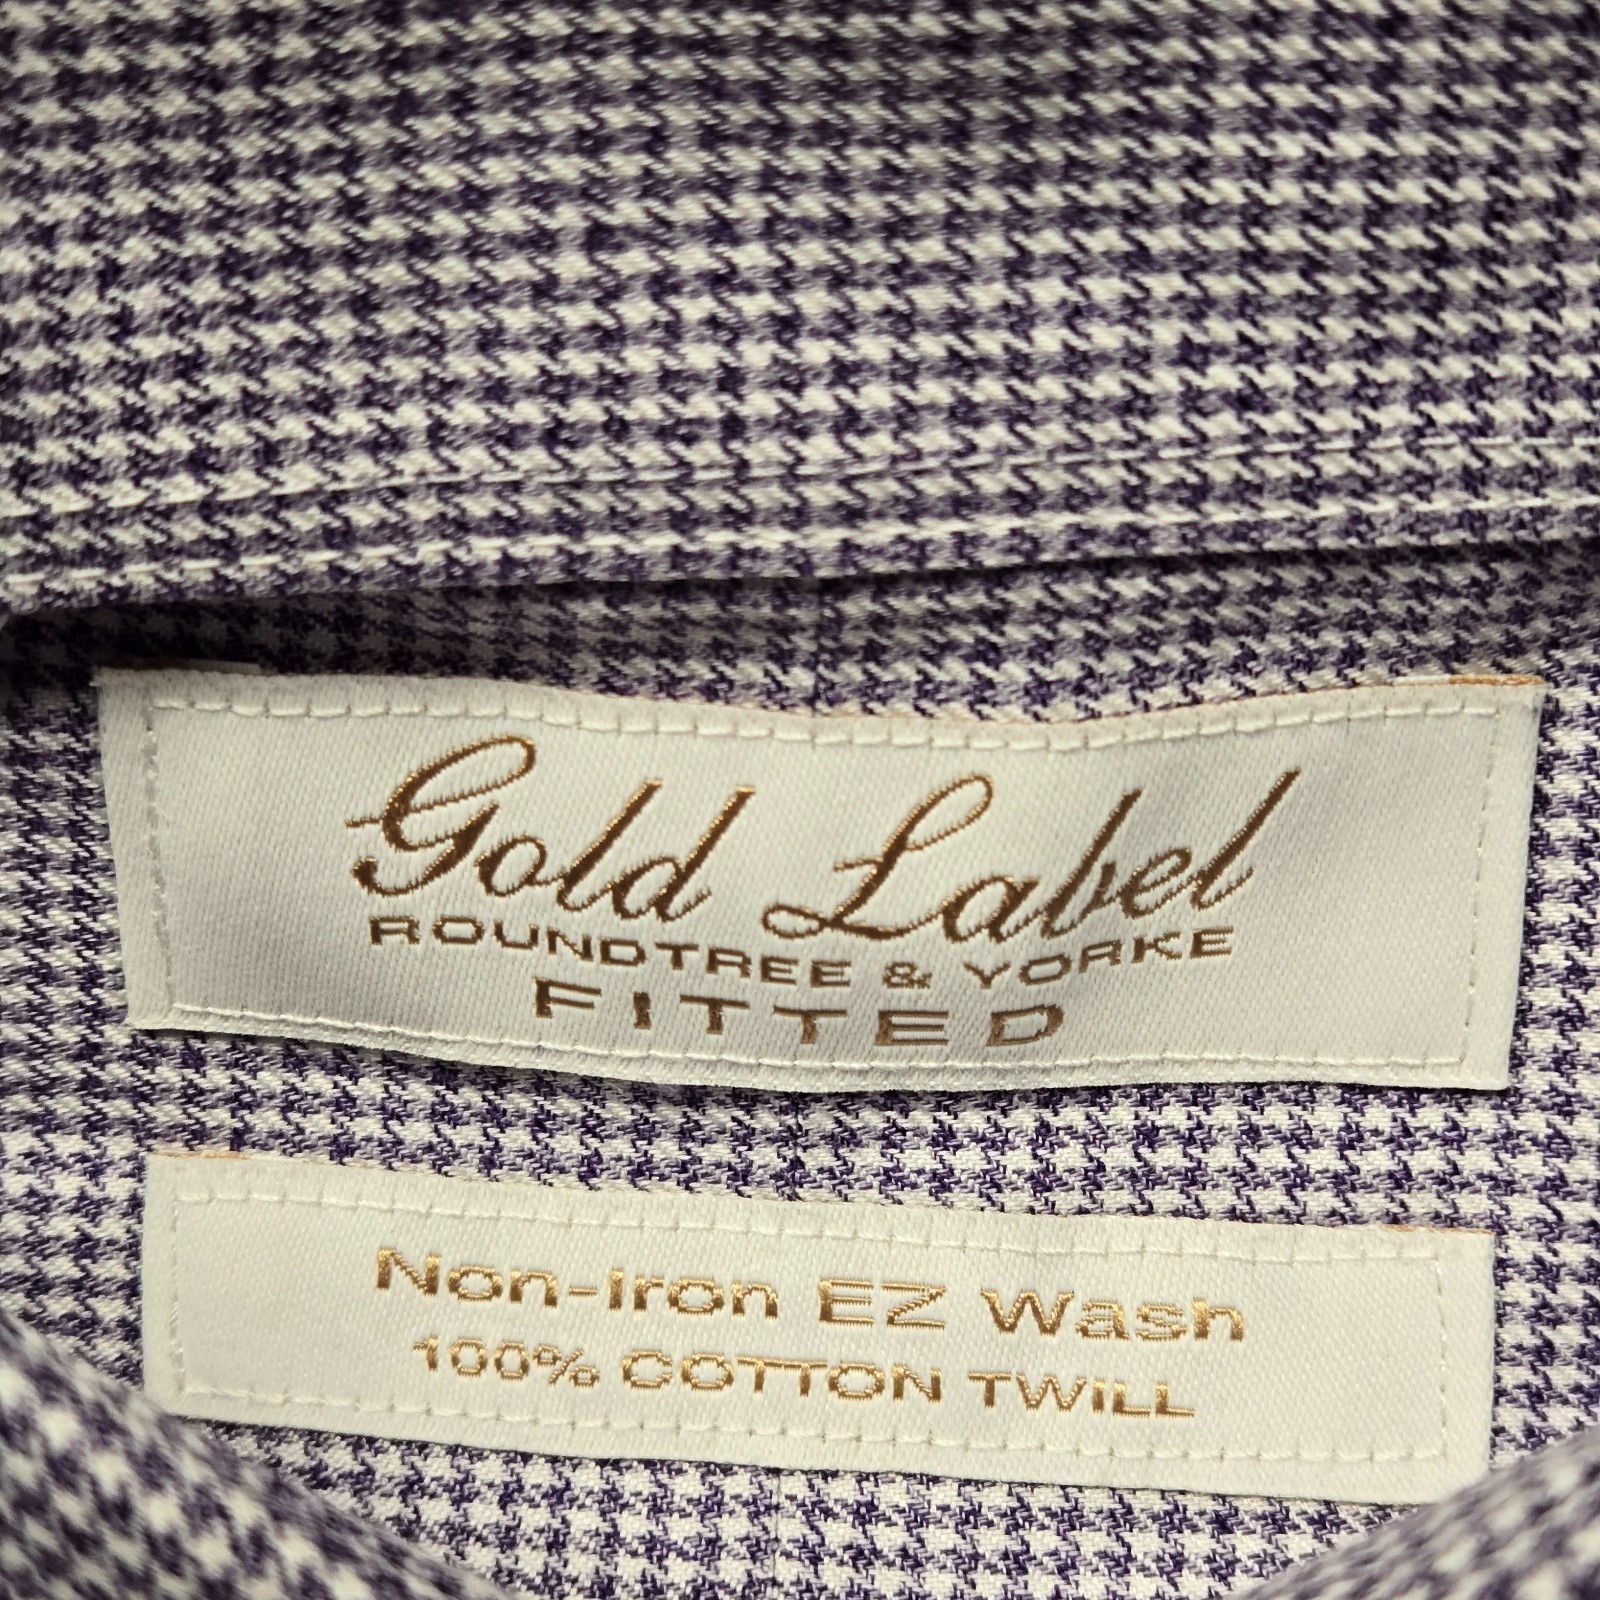 Gold Label
ROUNDTREE & YORKE
FITTED
Non-Iron EZ Wash
100% COTTON TWILL